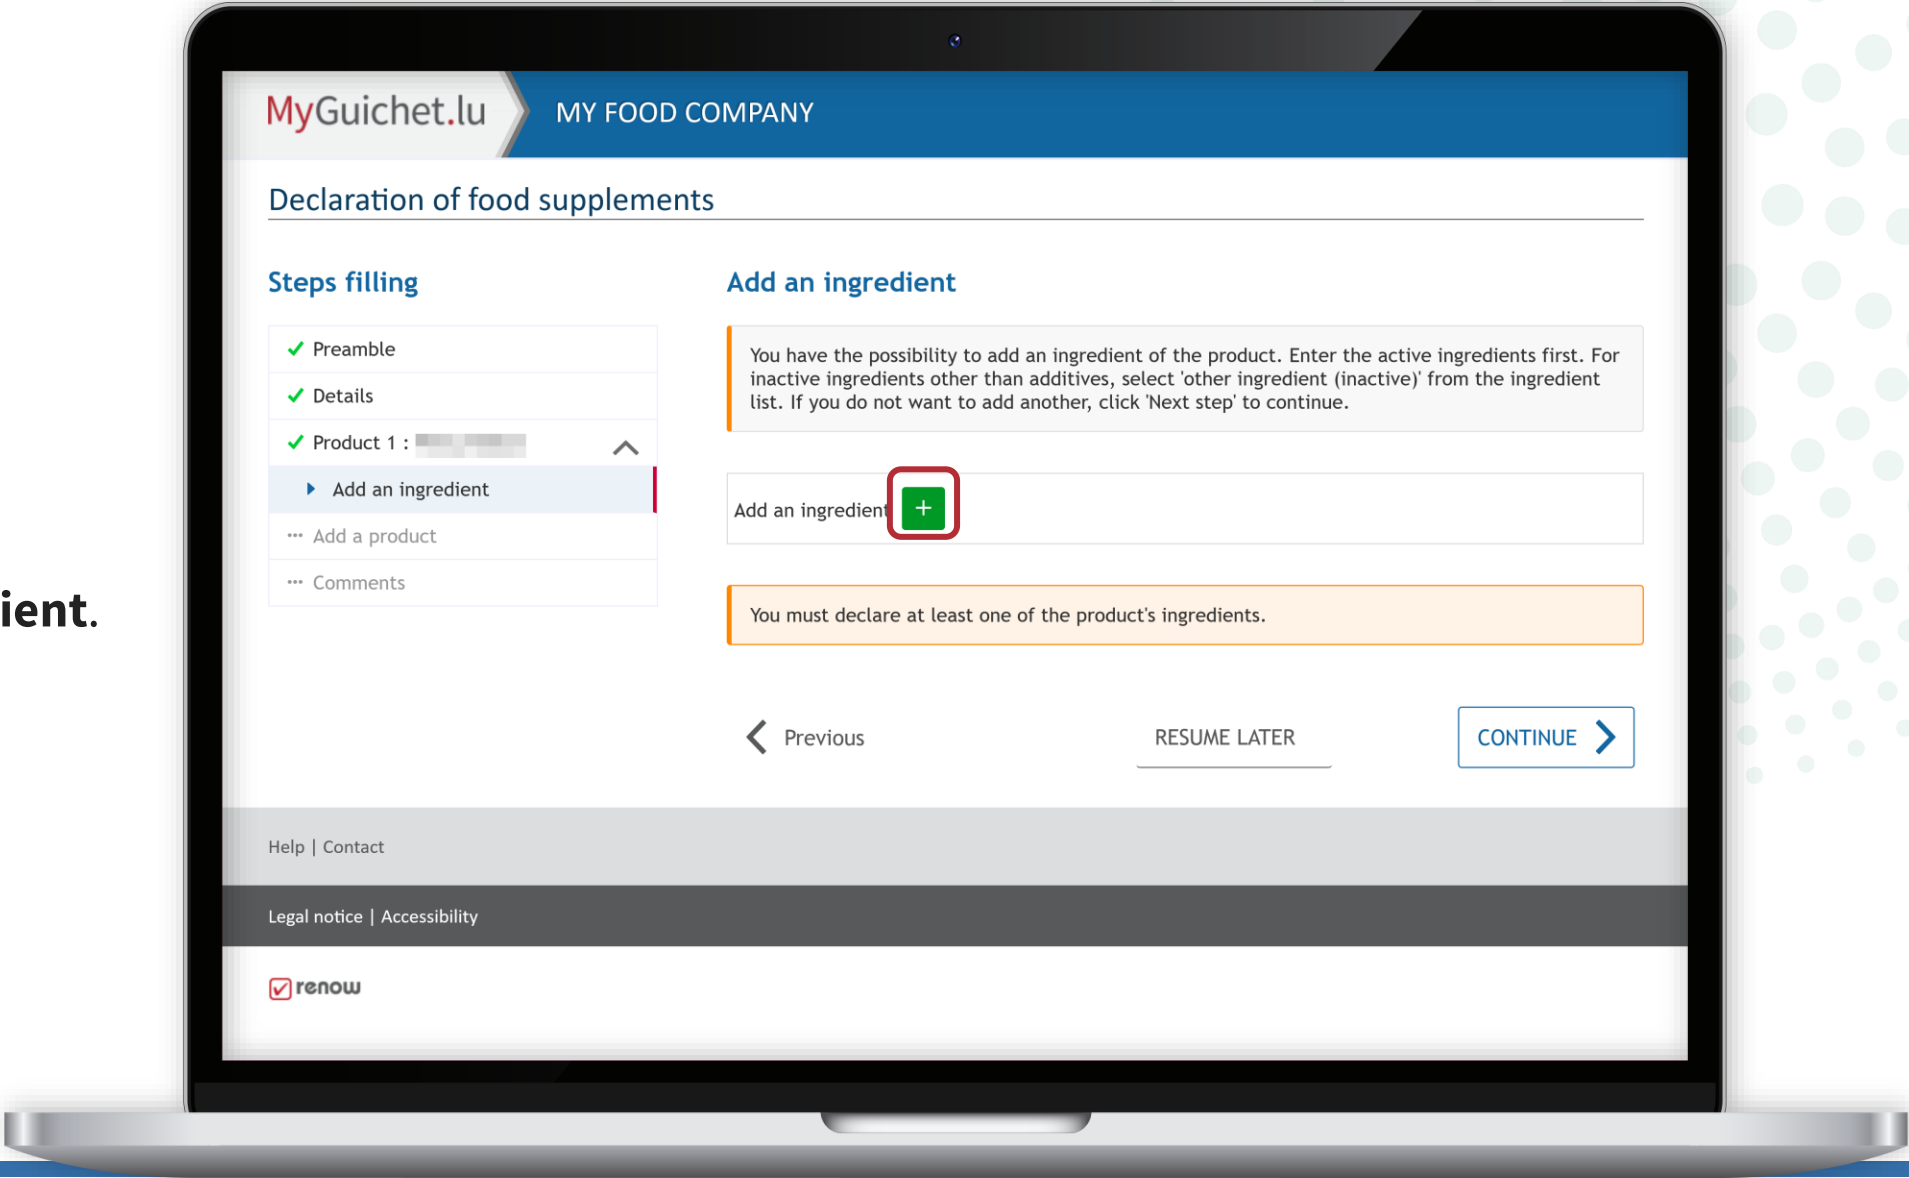 MyGuichet.lu
MY FOOD COMPANY
Declaration of food supplements
Steps filling
Preamble
Details
Product 1 :
Add an ingredient
Add a product
Comments
Add an ingredient
You have the possibility to add an ingredient of the product. Enter the active ingredients first. For
inactive ingredients other than additives, select 'other ingredient (inactive)' from the ingredient
list. If you do not want to add another, click 'Next step' to continue.
Add an ingredient +
You must declare at least one of the product's ingredients.
Previous
RESUME LATER
CONTINUE
Help | Contact
Legal notice | Accessibility
renow
ient.